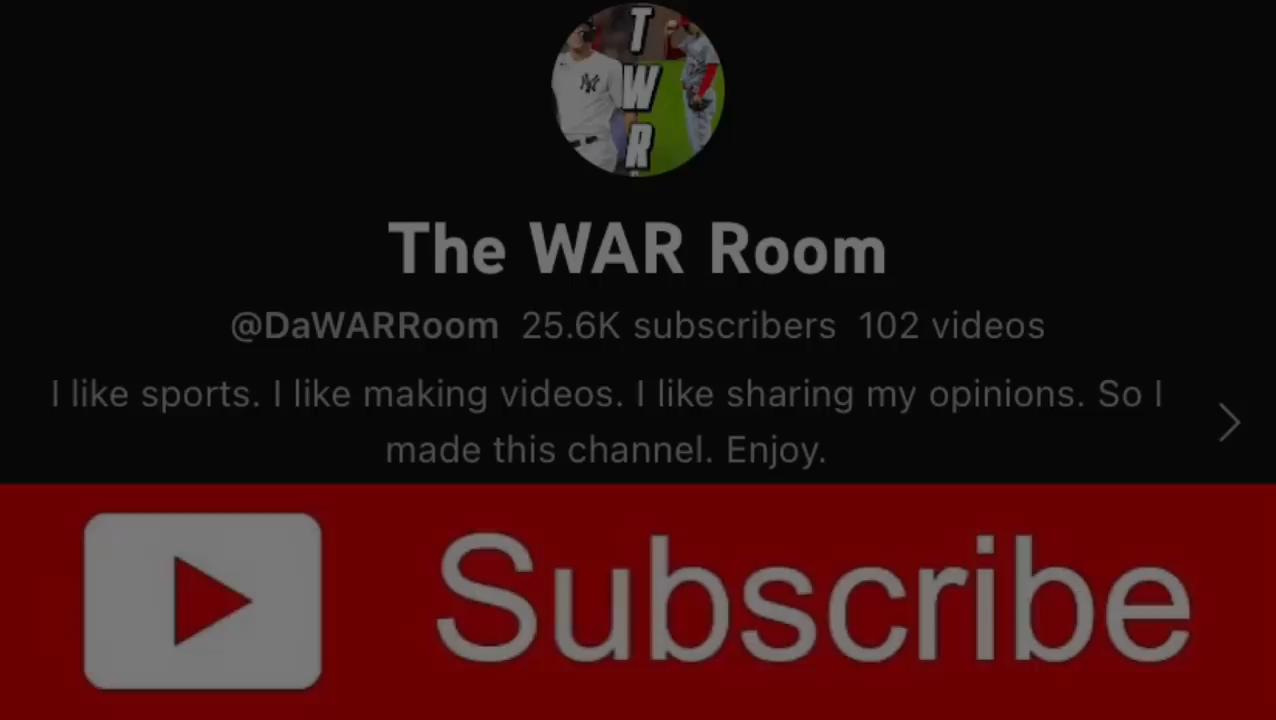 T
W
R
The WAR Room
@DaWARRoom 25.6K subscribers 102 videos
I like sports. I like making videos. I like sharing my opinions. So I
made this channel. Enjoy.
Subscribe